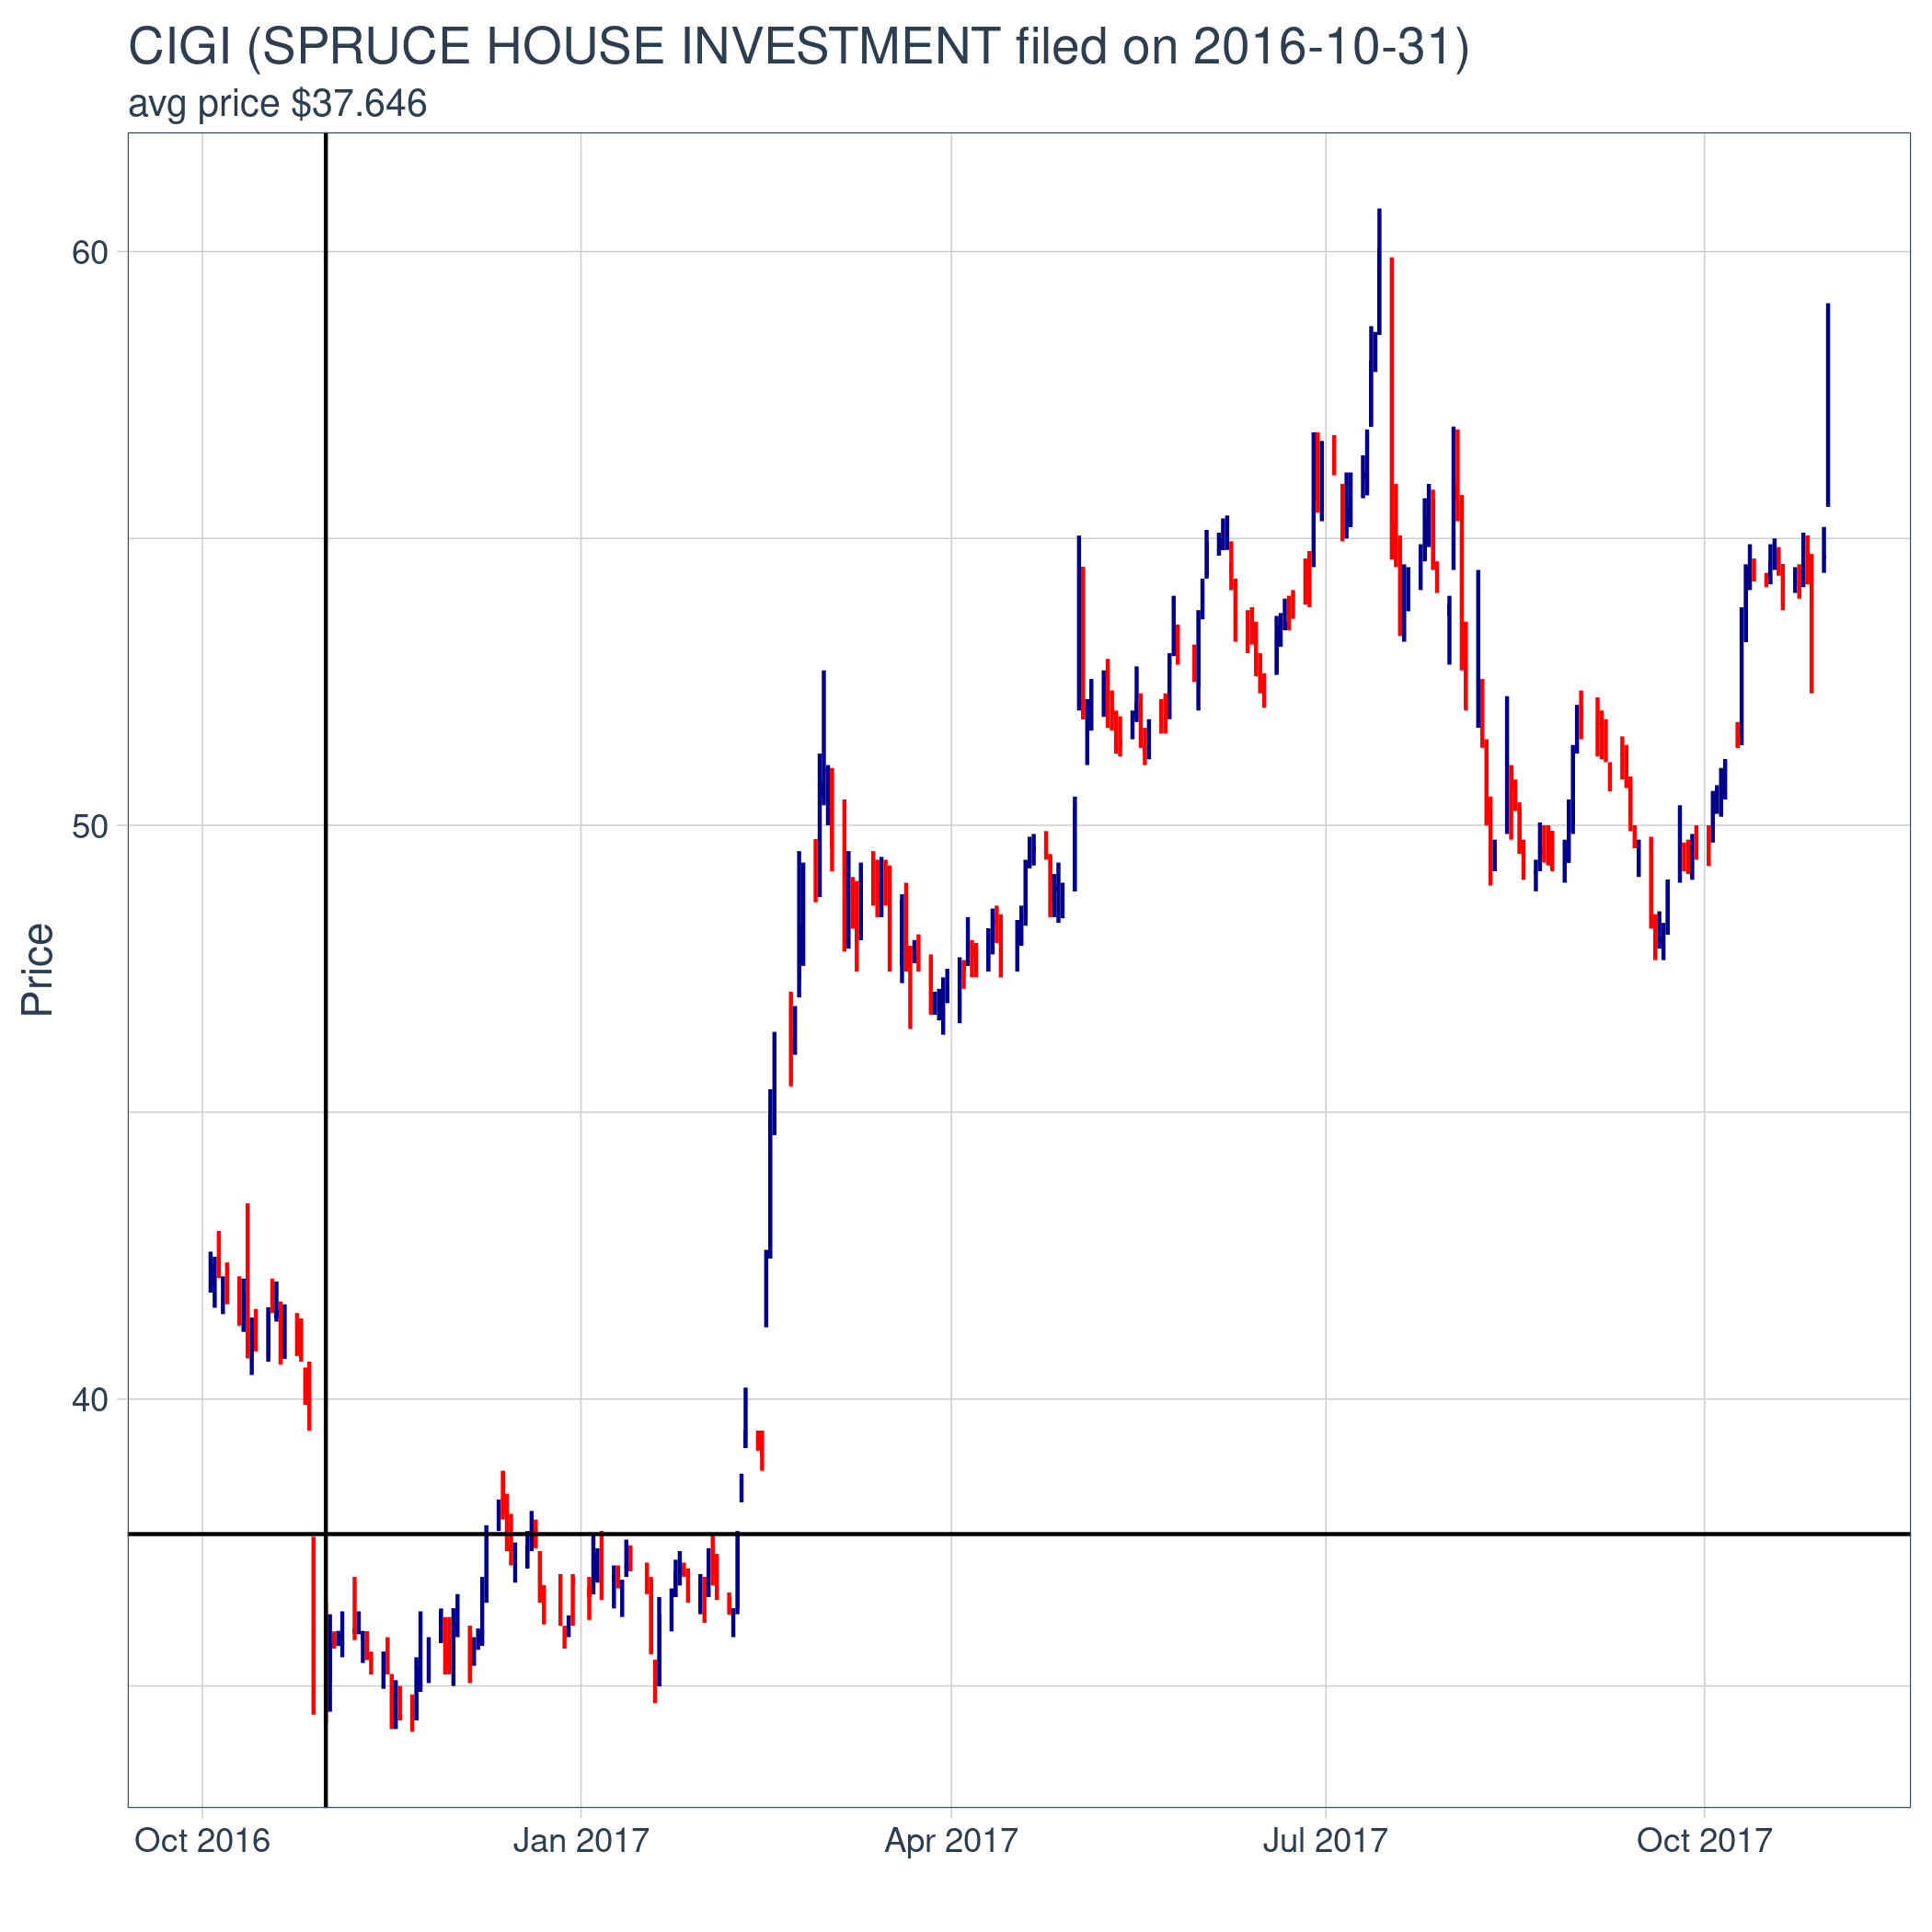 CIGI (SPRUCE HOUSE INVESTMENT filed on 2016-10-31)
avg price $37.646
Price
60
50
40
Oct 2016
Jan 2017
Apr 2017
Jul 2017
Oct 2017